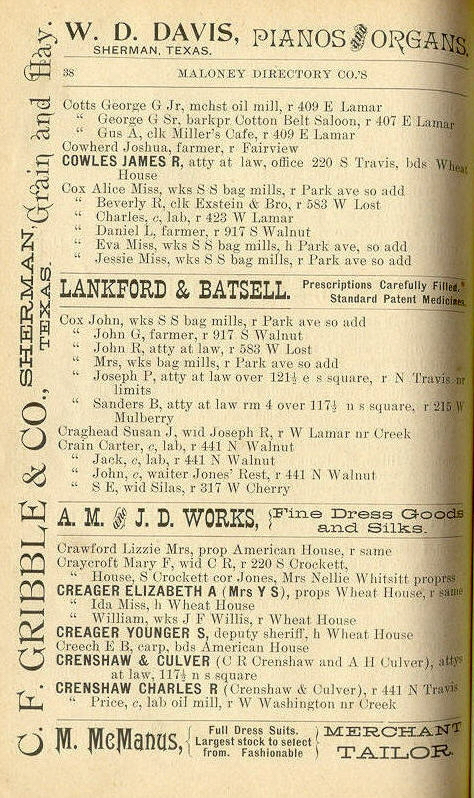 W. D. DAVIS, PIANOS AND ORGANS.
SHERMAN, TEXAS.
38 MALONEY DIRECTORY CO.'S
Cotts George G Jr, mchst oil mill, r 409 E Lamar
" George G Sr, barkpr Cotton Belt Saloon, r 407 E Lamar
" Gus A, clk Miller's Cafe, r 409 E Lamar
Cowherd Joshua, farmer, r Fairview
COWLES JAMES R, atty at law, office 220 S Travis, bds Wheat
House
Cox Alice Miss, wks S S bag mills, r Park ave so add
" Beverly R, clk Exstein & Bro, r 583 W Lost
" Charles, c, lab, r 423 W Lamar
" Daniel L, farmer, r 917 S Walnut
" Eva Miss, wks S S bag mills, h Park ave, so add
" Jessie Miss, wks S S bag mills, r Park ave so add
LANKFORD & BATSELL. Prescriptions Carefully Filled.
Standard Patent Medicines.
Cox John, wks S S bag mills, r Park ave so add
" John G, farmer, r 917 S Walnut
" John R, atty at law, r 583 W Lost
" Mrs, wks bag mills, r Park ave so add
" Joseph P, atty at law over 121½ e s square, r N Travis nr
limits
" Sanders B, atty at law rm 4 over 117½ n s square, r 215 W
Mulberry
Craghead Susan J, wid Joseph R, r W Lamar nr Creek
Crain Carter, c, lab, r 441 N Walnut
" Jack, c, lab, r 441 N Walnut
" John, c, waiter Jones' Rest, r 441 N Walnut
" S E, wid Silas, r 317 W Cherry
A. M. and J. D. WORKS, {Fine Dress Goods
and Silks.
Crawford Lizzie Mrs, prop American House, r same
Craycroft Mary F, wid C R, r 220 S Crockett,
" House, S Crockett cor Jones, Mrs Nellie Whitsitt proprss
CREAGER ELIZABETH A (Mrs Y S), props Wheat House, r same
" Ida Miss, h Wheat House
" William, wks J F Willis, r Wheat House
CREAGER YOUNGER S, deputy sheriff, h Wheat House
Creech E B, carp, bds American House
CRENSHAW & CULVER (C R Crenshaw and A H Culver), attys
at law, 117½ n s square
CRENSHAW CHARLES R (Crenshaw & Culver), r 441 N Travis
" Price, c, lab oil mill, r W Washington nr Creek
M. McMANUS, { Full Dress Suits. } MERCHANT
Largest stock to select
from. Fashionable TAILOR.
C. F. GRIBBLE & CO., SHERMAN, TEXAS. Grain and Hay.